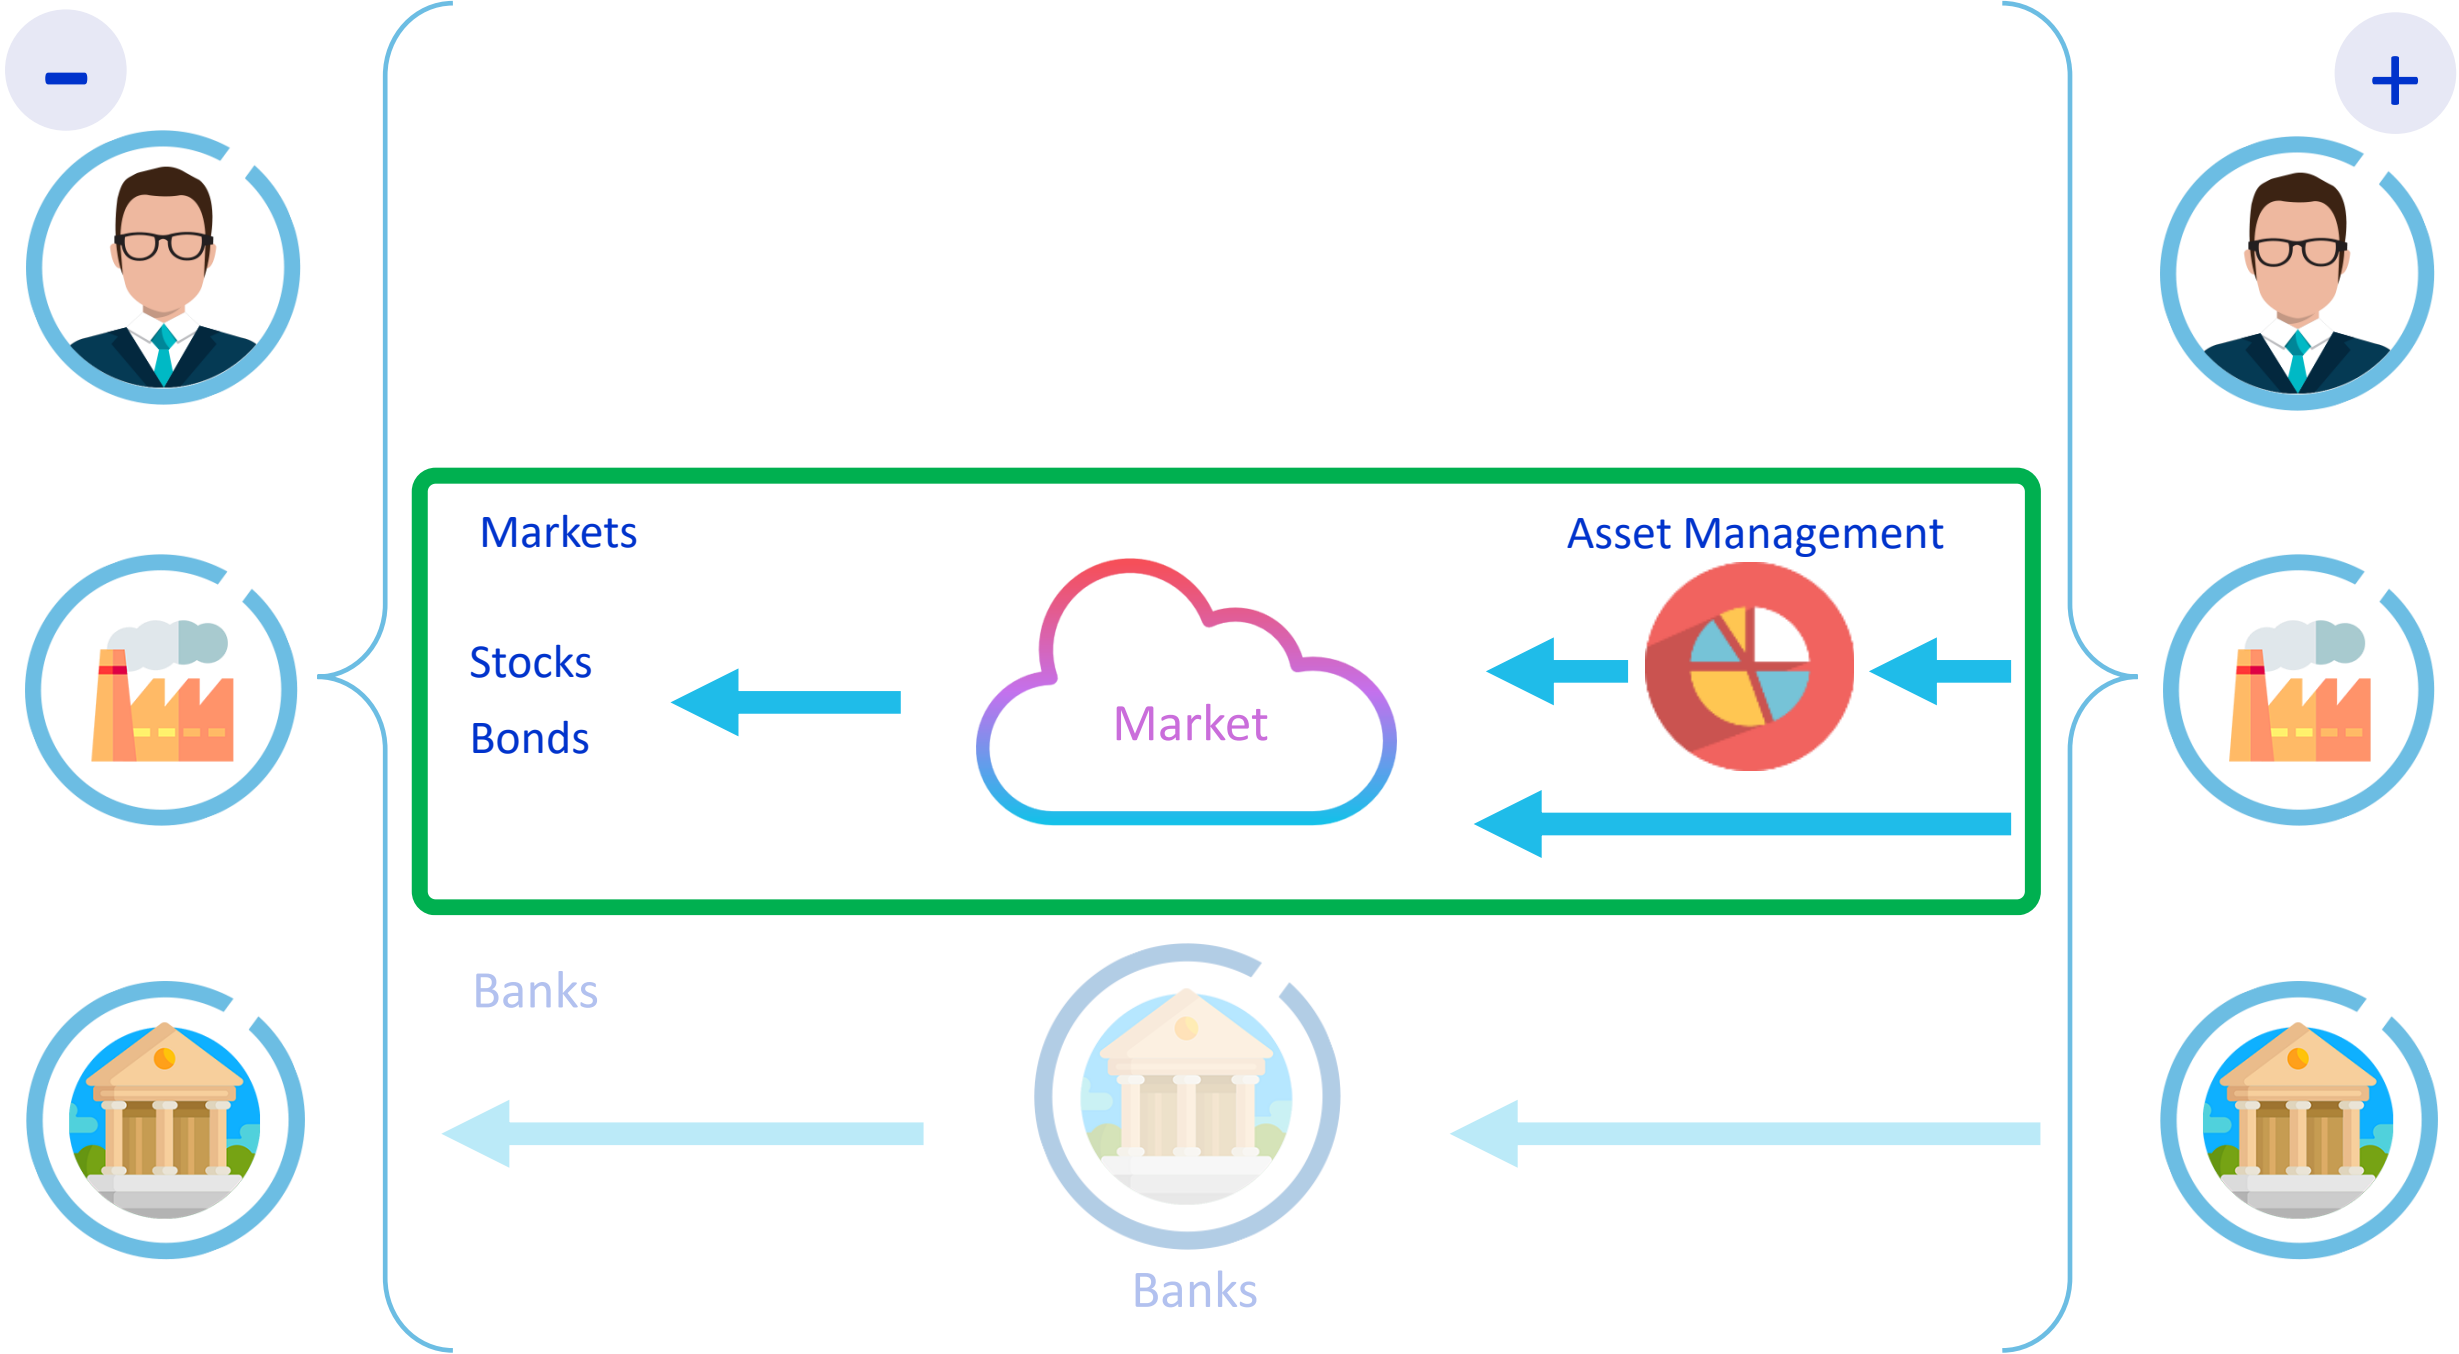 -
+
Markets
Asset Management
Stocks
Market
Bonds
Banks
Banks